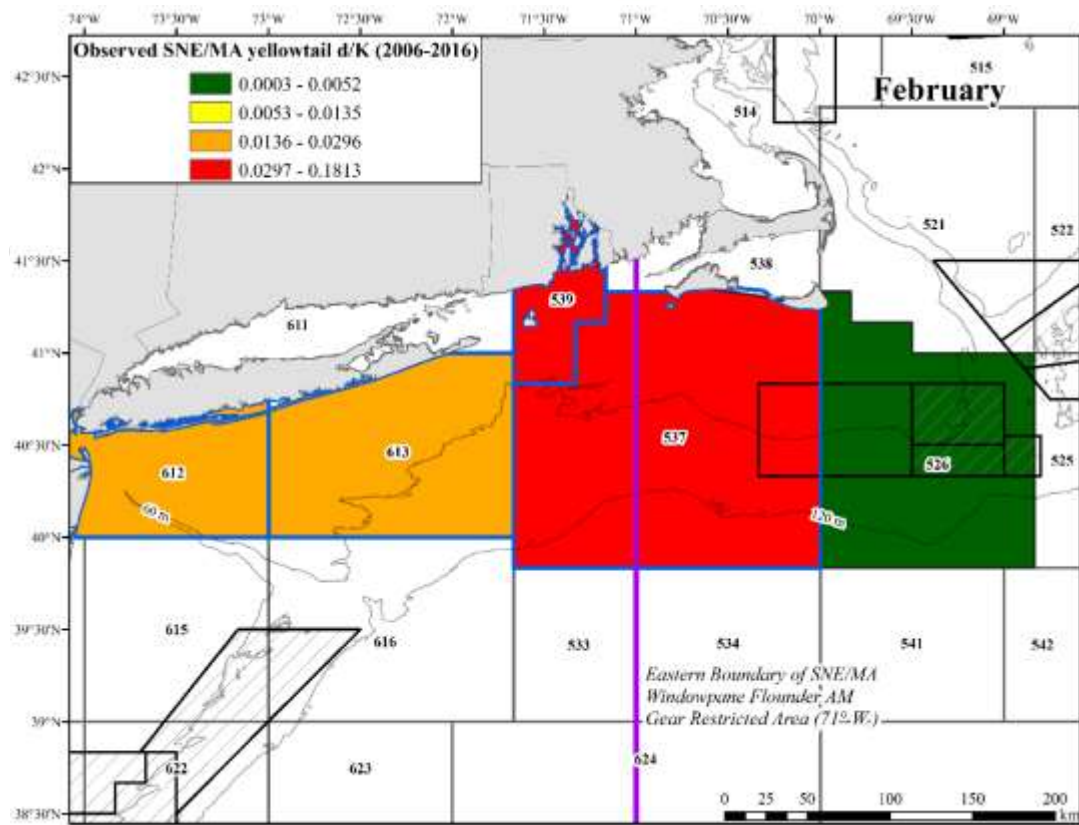 74°W 73°30'W 73°W 72°30'W 72°W 71°30'W 71°W 70°30'W 70°W 69°30'W 69°W
Observed SNE/MA yellowtail d/K (2006-2016)
0.0003 - 0.0052
0.0053 - 0.0135
0.0136 - 0.0296
0.0297 - 0.1813
February
515
42°30'N
514
42°N
521
522
41°30'N
538
539
611
41°N
40°30'N
537
613
526
525
612
60 m
120 m
40°N
39°30'N
615
616
533
534
541
542
Eastern Boundary of SNE/MA
Windowpane Flounder AM
Gear Restricted Area (71° W.)
39°N
622
623
624
38°30'N
0 25 50 100 150 200
km